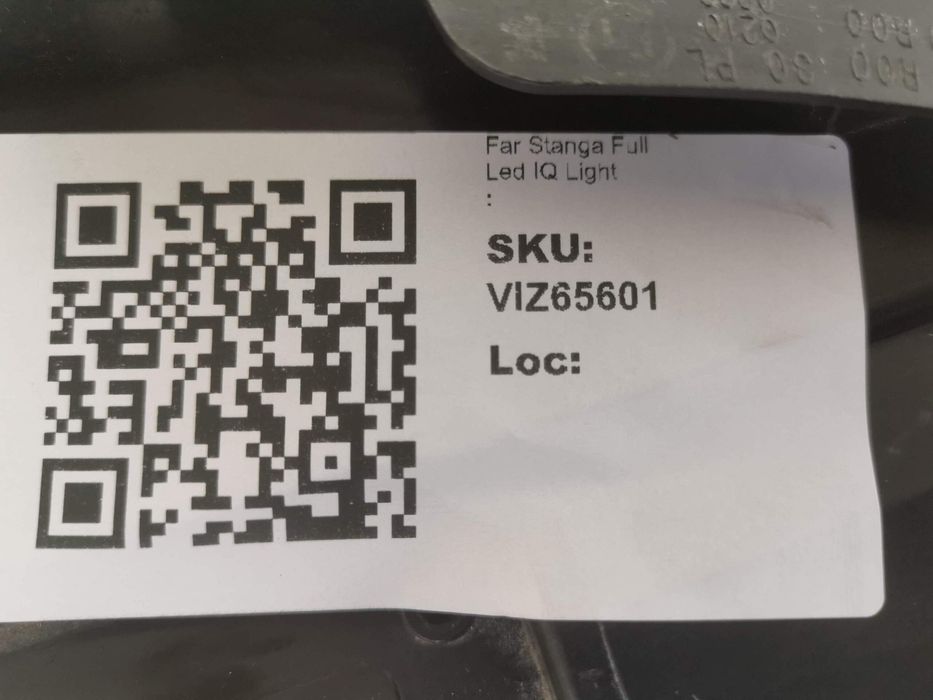 Far Stanga Full
Led IQ Light
:
SKU:
VIZ65601
Loc: